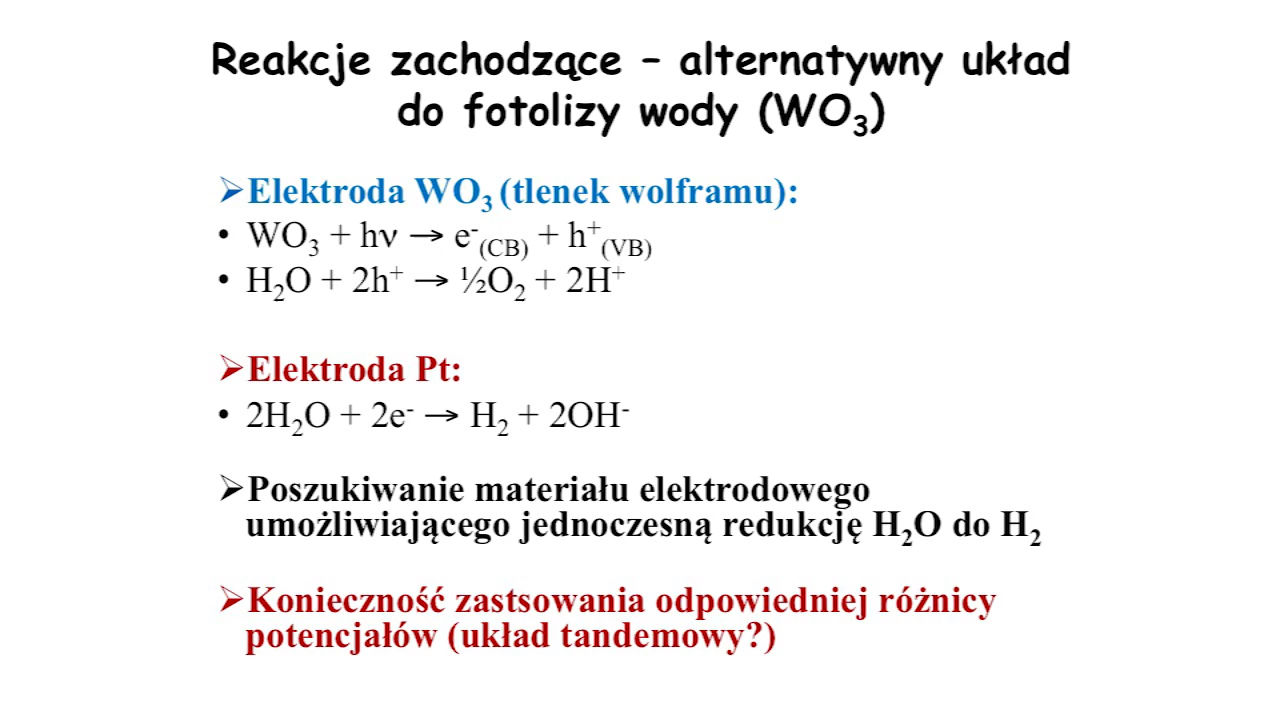 Reakcje zachodzące – alternatywny układ
do fotolizy wody (WO₃)
➢Elektroda WO₃ (tlenek wolframu):
• WO₃ + hν → e⁻₍CB₎ + h⁺₍VB₎
• H₂O + 2h⁺ → ½O₂ + 2H⁺
➢Elektroda Pt:
• 2H₂O + 2e⁻ → H₂ + 2OH⁻
➢Poszukiwanie materiału elektrodowego
umożliwiającego jednoczesną redukcję H₂O do H₂
➢Konieczność zastsowania odpowiedniej różnicy
potencjałów (układ tandemowy?)